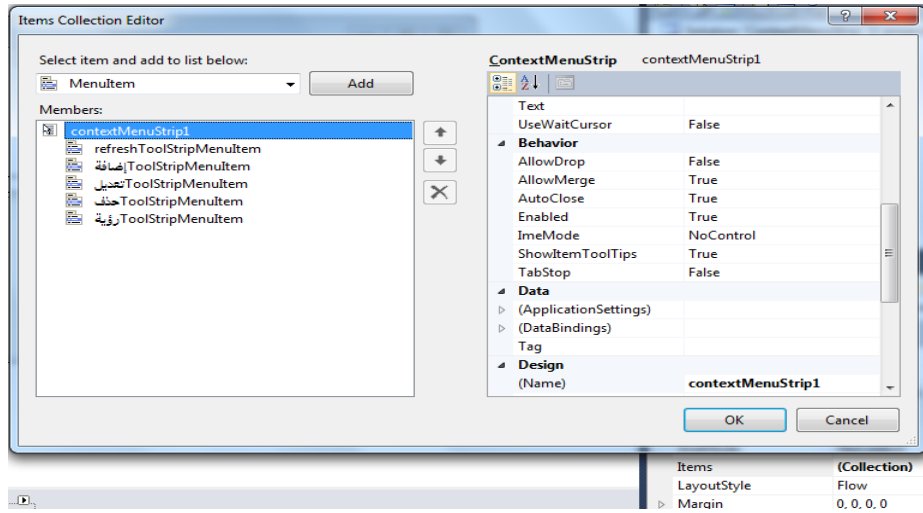 Items Collection Editor
Select item and add to list below:
MenuItem
Add
Members:
contextMenuStrip1
refreshToolStripMenuItem
إضافةToolStripMenuItem
تعديلToolStripMenuItem
حذفToolStripMenuItem
رؤيةToolStripMenuItem
ContextMenuStrip contextMenuStrip1
Text
UseWaitCursor False
Behavior
AllowDrop False
AllowMerge True
AutoClose True
Enabled True
ImeMode NoControl
ShowItemToolTips True
TabStop False
Data
(ApplicationSettings)
(DataBindings)
Tag
Design
(Name) contextMenuStrip1
OK
Cancel
Items (Collection)
LayoutStyle Flow
Margin 0, 0, 0, 0